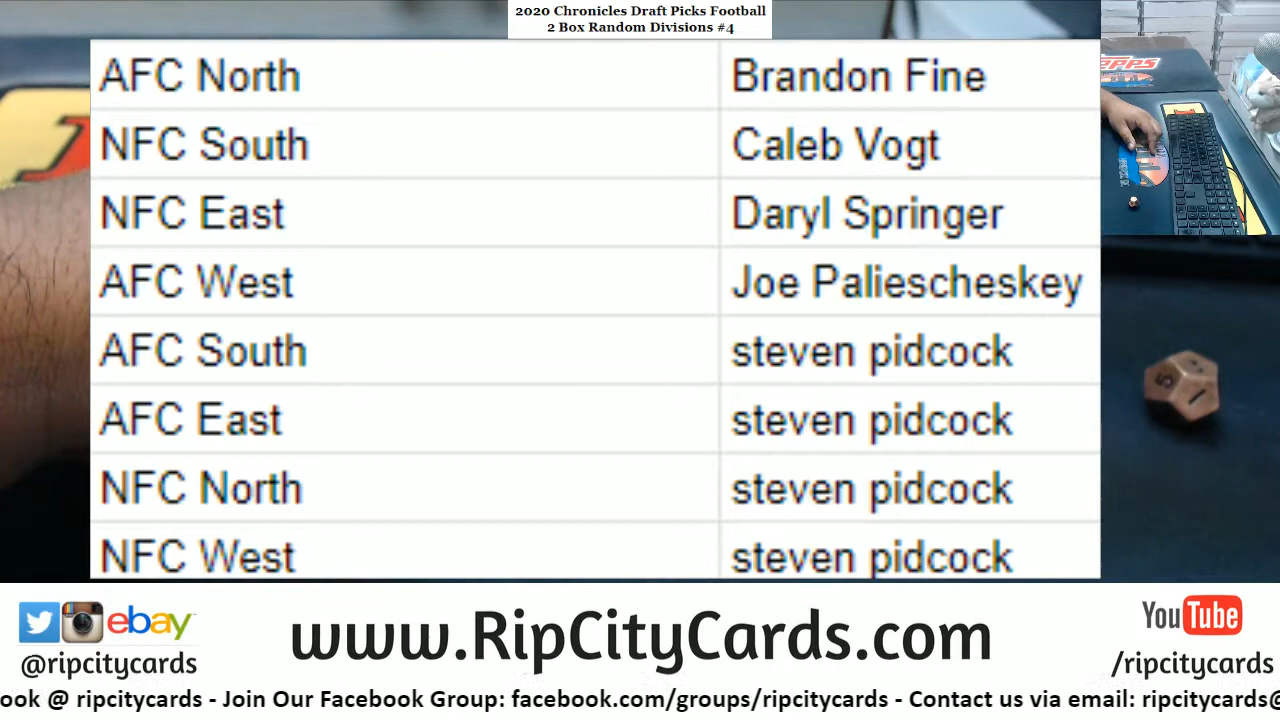 2020 Chronicles Draft Picks Football
2 Box Random Divisions #4
AFC North Brandon Fine
NFC South Caleb Vogt
NFC East Daryl Springer
AFC West Joe Paliescheskey
AFC South steven pidcock
AFC East steven pidcock
NFC North steven pidcock
NFC West steven pidcock
5
1
ebay
@ripcitycards
www.RipCityCards.com
YouTube
/ripcitycards
ook @ ripcitycards - Join Our Facebook Group: facebook.com/groups/ripcitycards - Contact us via email: ripcitycards@